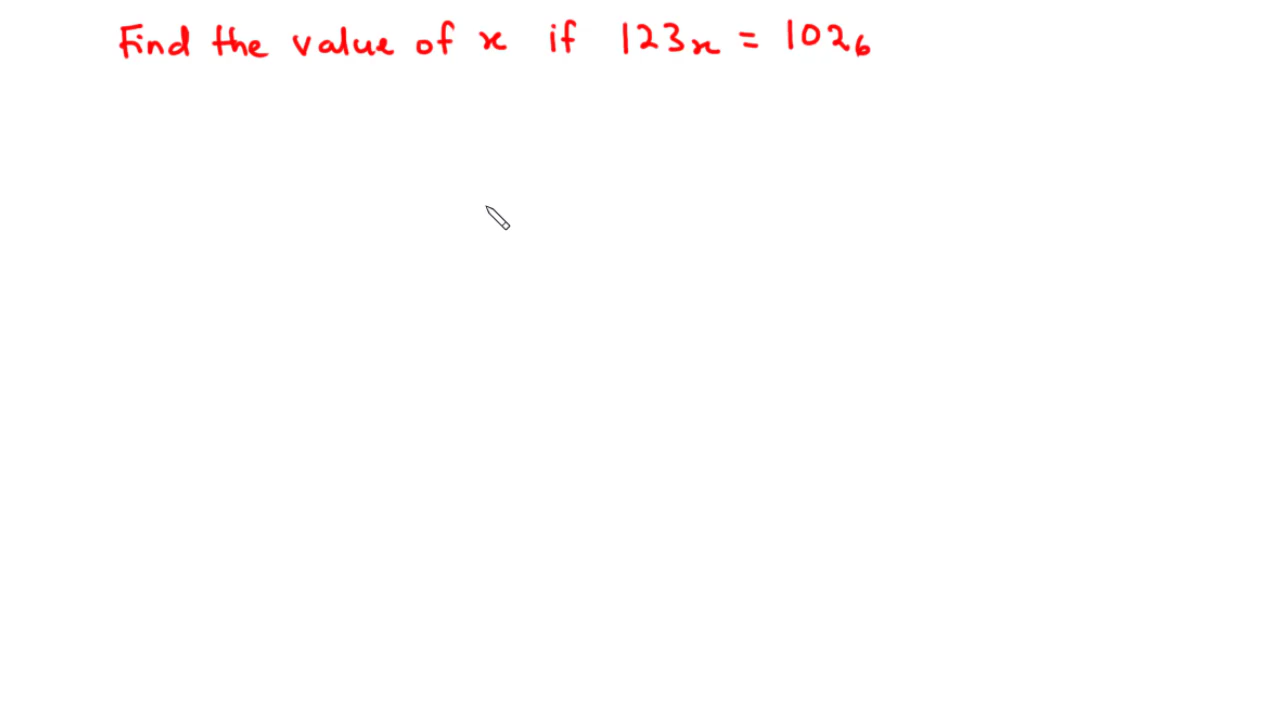 Find the value of x if 123ₓ = 102₆